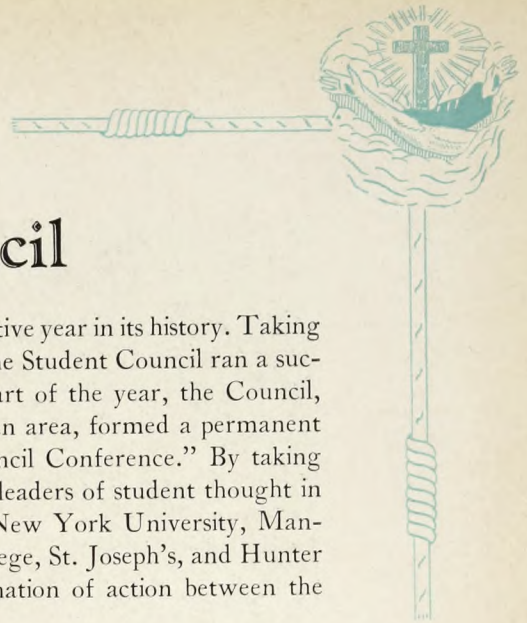 cil
tive year in its history. Taking
he Student Council ran a suc-
art of the year, the Council,
n area, formed a permanent
ncil Conference.” By taking
leaders of student thought in
New York University, Man-
ege, St. Joseph's, and Hunter
nation of action between the